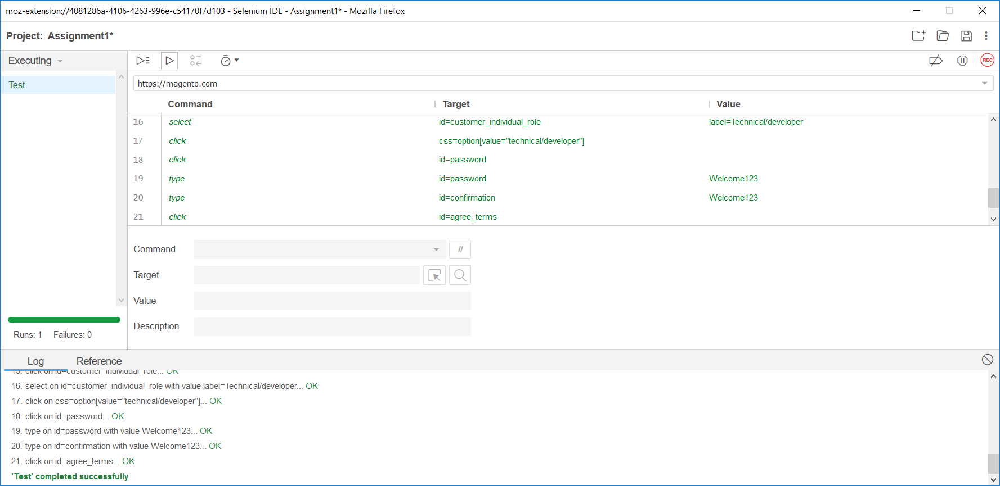 moz-extension://4081286a-4106-4263-996e-c54170f7d103 - Selenium IDE - Assignment1* - Mozilla Firefox
Project: Assignment1*
Executing
REC
Test
https://magento.com
Command Target Value
16 select id=customer_individual_role label=Technical/developer
17 click css=option[value="technical/developer"]
18 click id=password
19 type id=password Welcome123
20 type id=confirmation Welcome123
21 click id=agree_terms
Command //
Target
Value
Description
Runs: 1 Failures: 0
Log Reference
15. click on id=customer_individual_role... OK
16. select on id=customer_individual_role with value label=Technical/developer... OK
17. click on css=option[value="technical/developer"]... OK
18. click on id=password... OK
19. type on id=password with value Welcome123... OK
20. type on id=confirmation with value Welcome123... OK
21. click on id=agree_terms... OK
'Test' completed successfully